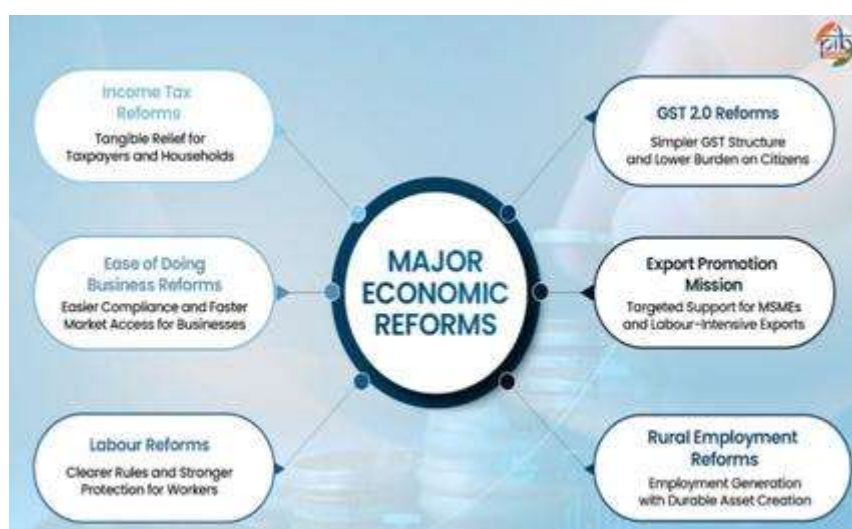 pib
Income Tax
Reforms
Tangible Relief for
Taxpayers and Households
GST 2.0 Reforms
Simpler GST Structure
and Lower Burden on Citizens
Ease of Doing
Business Reforms
Easier Compliance and Faster
Market Access for Businesses
MAJOR
ECONOMIC
REFORMS
Export Promotion
Mission
Targeted Support for MSMEs
and Labour-Intensive Exports
Labour Reforms
Clearer Rules and Stronger
Protection for Workers
Rural Employment
Reforms
Employment Generation
with Durable Asset Creation